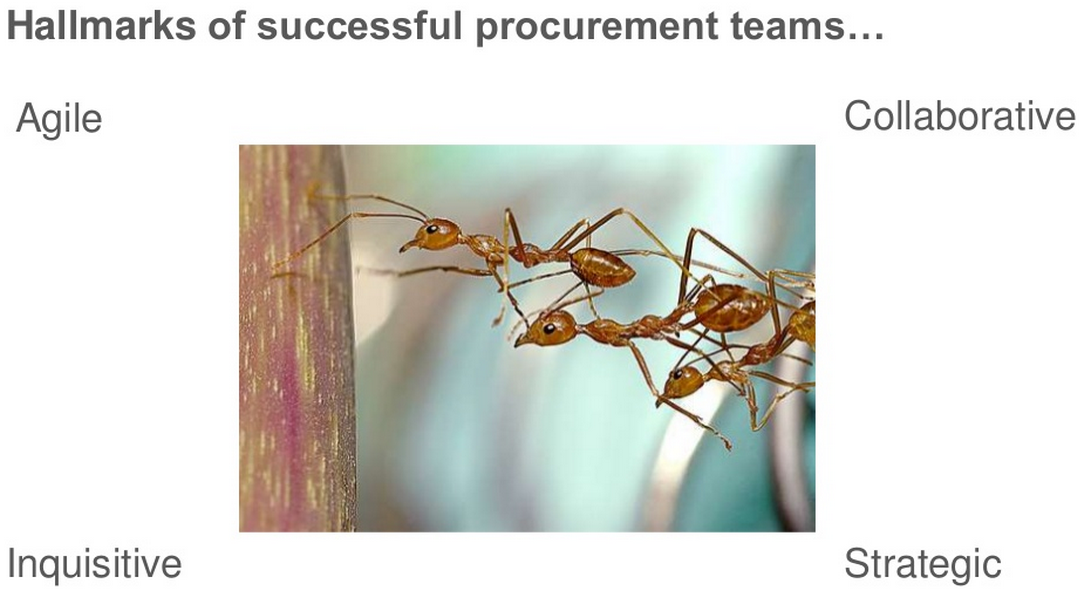 Hallmarks of successful procurement teams…
Agile
Collaborative
Inquisitive
Strategic